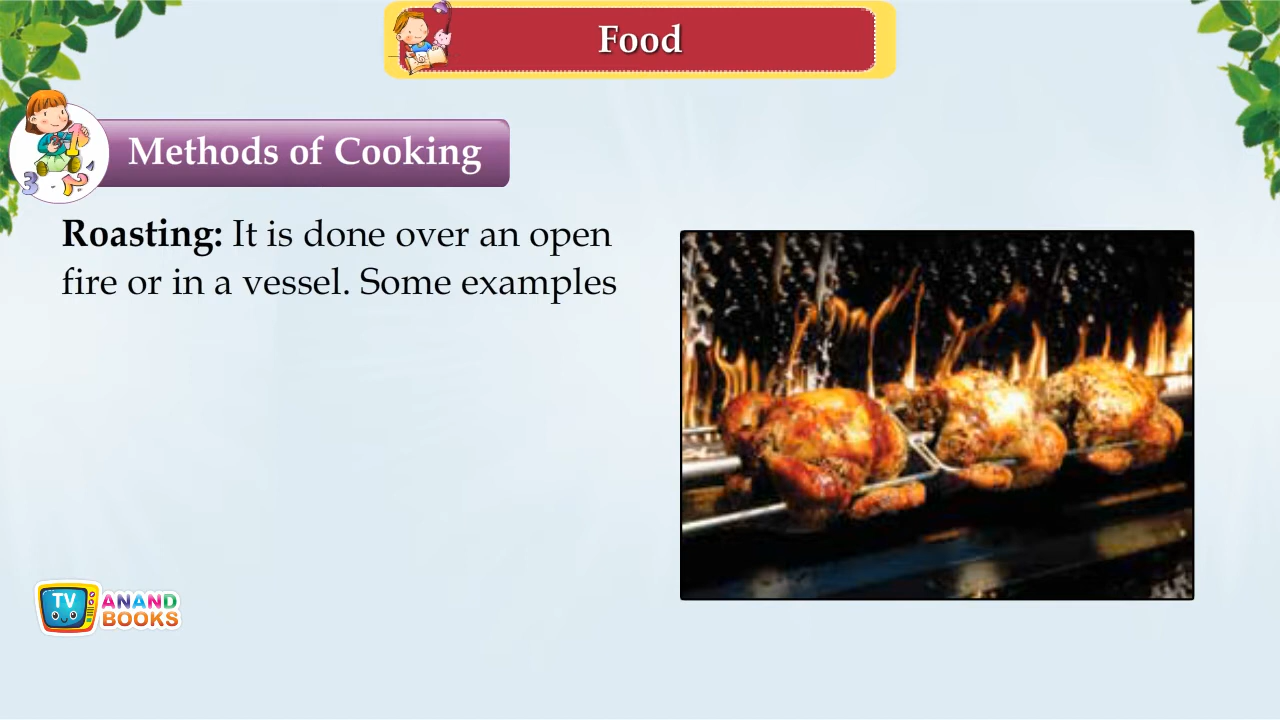 Food
Methods of Cooking
Roasting: It is done over an open
fire or in a vessel. Some examples
TV
ANAND
BOOKS